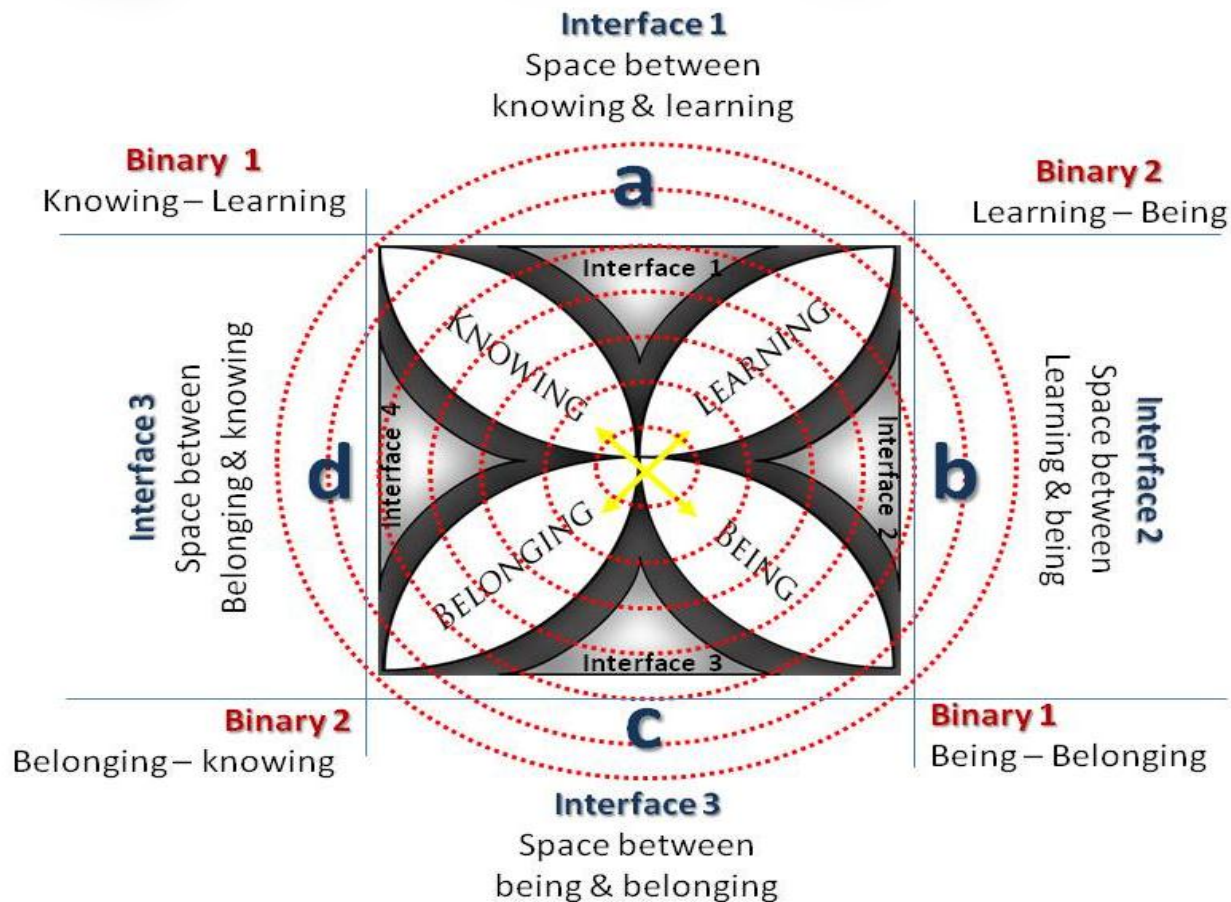 Interface 1
Space between
knowing & learning
Binary 1
Knowing – Learning
Binary 2
Learning – Being
a
Interface 1
KNOWING
LEARNING
Interface 3
Space between
Belonging & knowing
d
Interface 4
Interface 2
b
Space between
Learning & being
Interface 2
BELONGING
BEING
Interface 3
c
Binary 2
Belonging – knowing
Binary 1
Being – Belonging
Interface 3
Space between
being & belonging